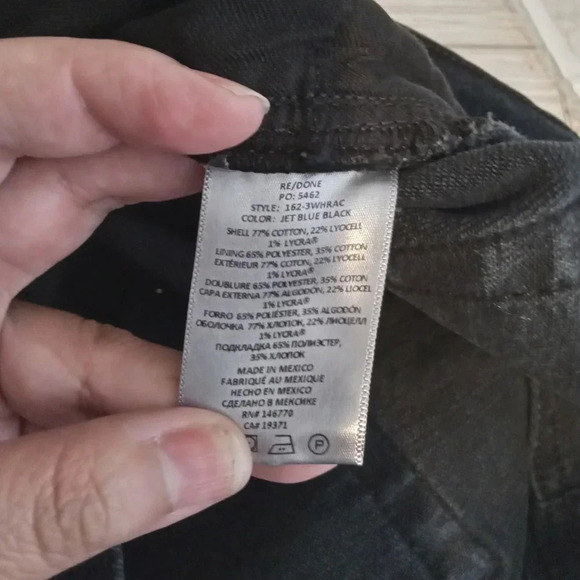 RE/DONE
PO: 5462
STYLE: 162-3WHRAC
COLOR: JET BLUE BLACK
SHELL 77% COTTON, 22% LYOCELL
1% LYCRA®
LINING 65% POLYESTER, 35% COTTON
EXTÉRIEUR 77% COTON, 22% LYOCELL
1% LYCRA®
DOUBLURE 65% POLYESTER, 35% COTON
CAPA EXTERNA 77% ALGODÓN, 22% LIOCEL
1% LYCRA®
FORRO 65% POLIÉSTER, 35% ALGODÓN
ОБОЛОЧКА 77% ХЛОПОК, 22% ЛИОЦЕЛЛ
1% LYCRA®
ПОДКЛАДКА 65% ПОЛИЭСТЕР,
35% ХЛОПОК
MADE IN MEXICO
FABRIQUÉ AU MEXIQUE
HECHO EN MEXICO
СДЕЛАНО В МЕКСИКЕ
RN# 146770
CA# 19371
P